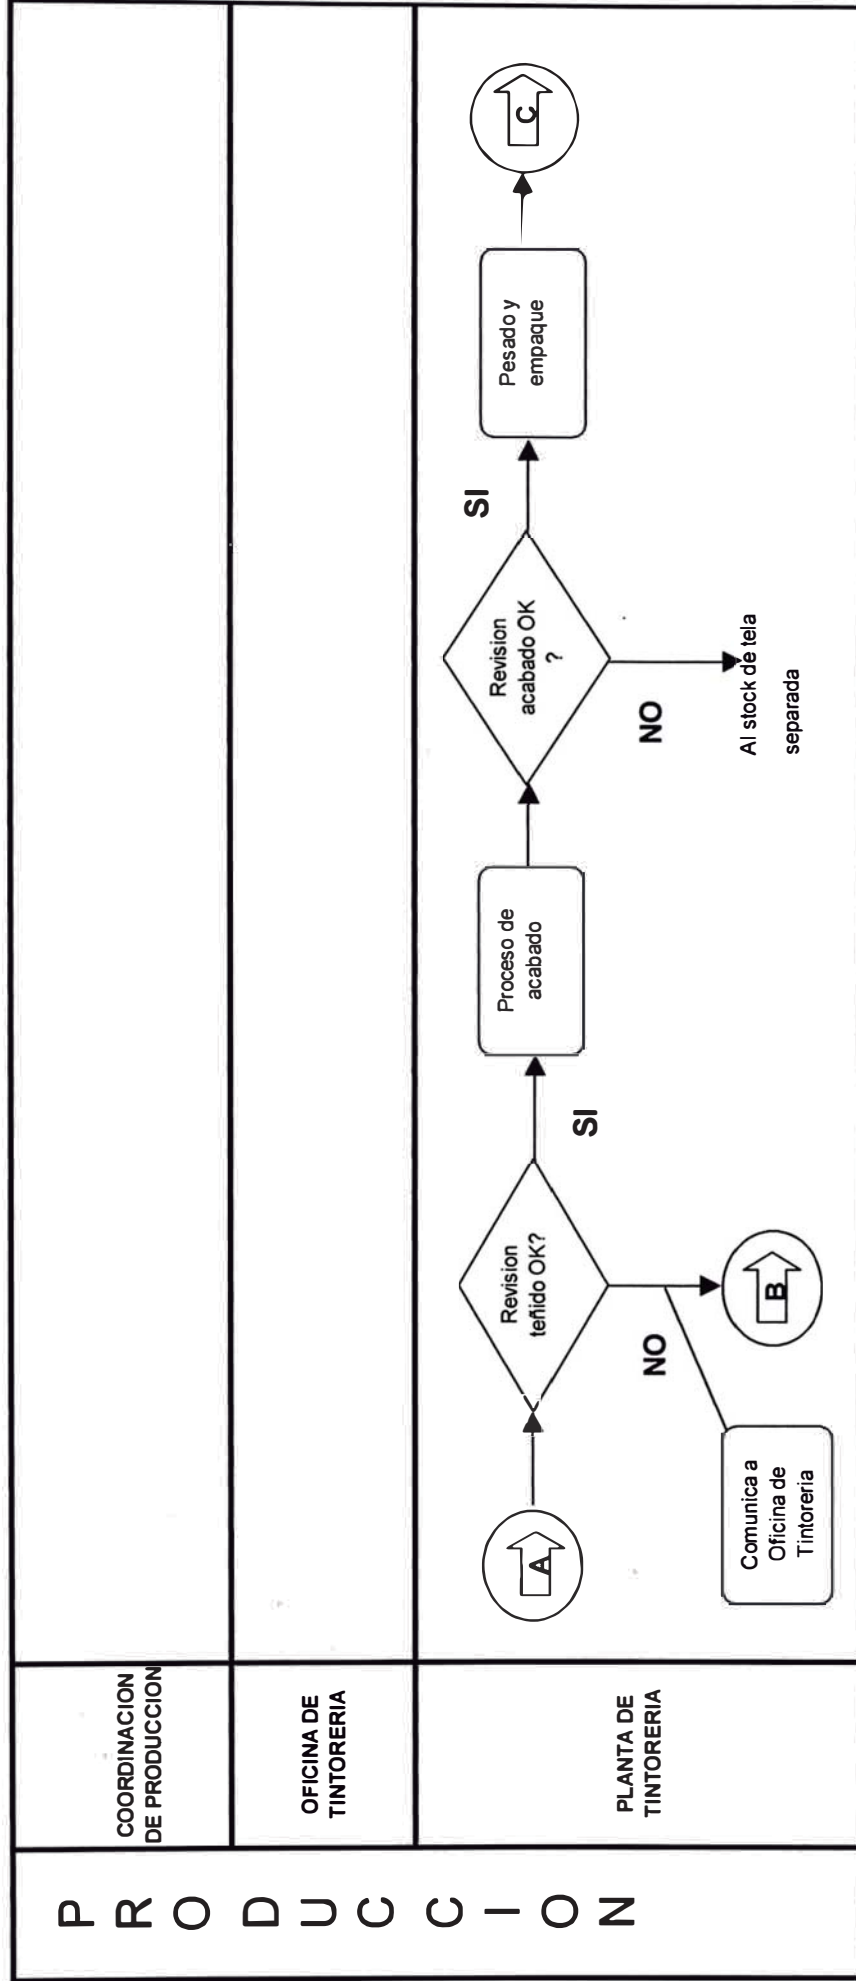 PRODUCCION
COORDINACION
DE PRODUCCION
OFICINA DE
TINTORERIA
PLANTA DE
TINTORERIA
A
Revision
teñido OK?
SI
NO
B
Comunica a
Oficina de
Tintoreria
Proceso de
acabado
Revision
acabado OK
?
SI
NO
Al stock de tela
separada
Pesado y
empaque
C